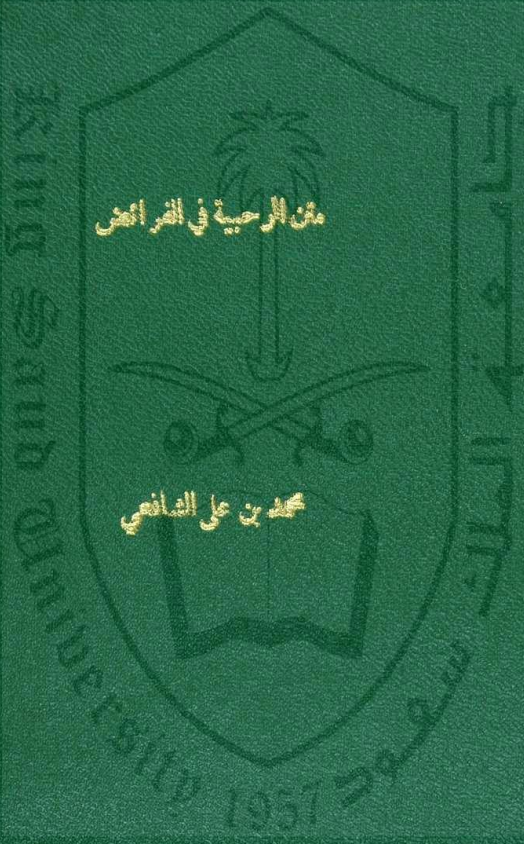 متن الرحبية في الفرائض
محمد بن علي الشافعي
King Saud University 1957
جامعة الملك سعود